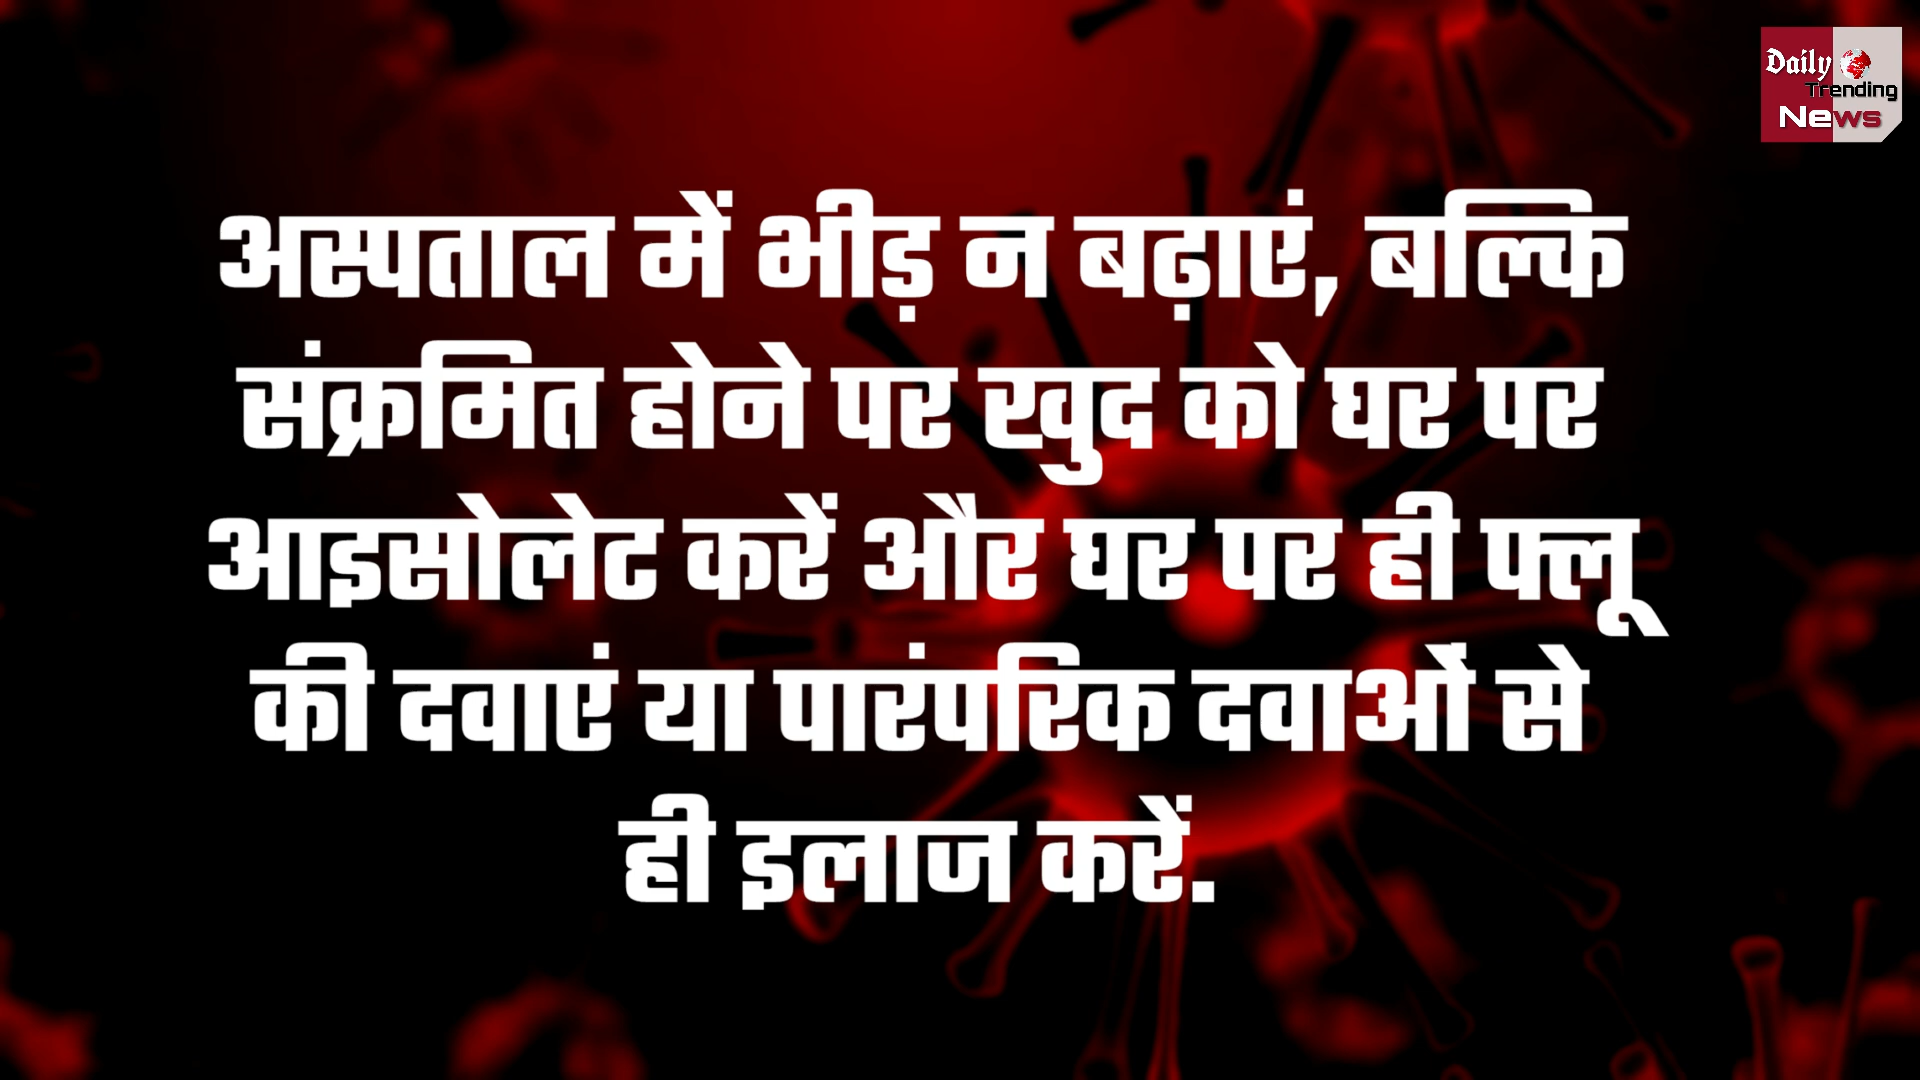 Daily
Trending
News
अस्पताल में भीड़ न बढ़ाएं, बल्कि
संक्रमित होने पर खुद को घर पर
आइसोलेट करें और घर पर ही फ्लू
की दवाएं या पारंपरिक दवाओं से
ही इलाज करें.